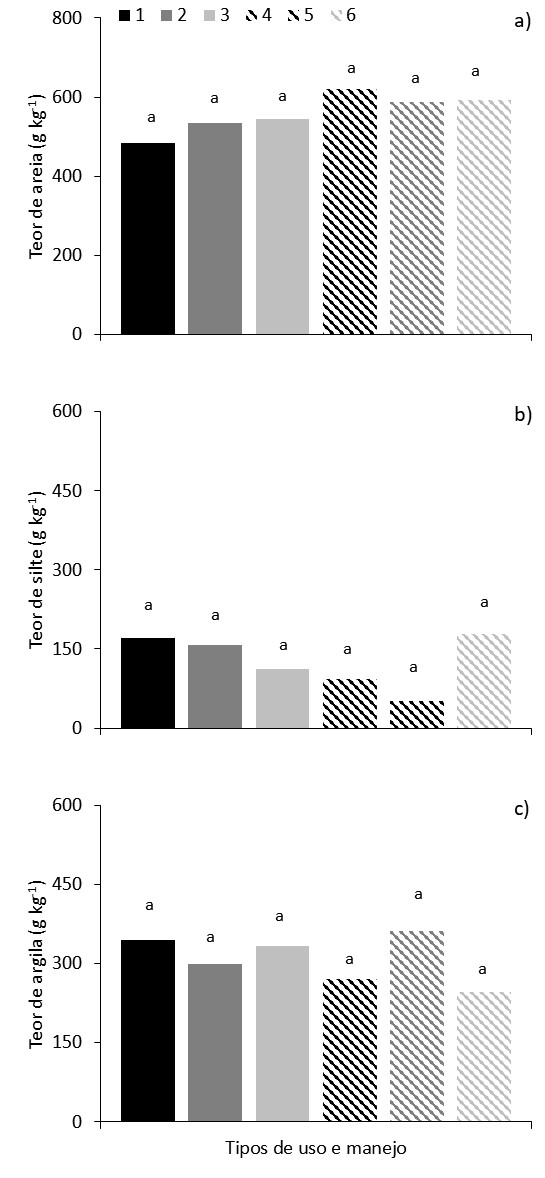 1 2 3 4 5 6
a)
800
600
400
200
0
Teor de areia (g kg-1)
a a a a a a
b)
600
450
300
150
0
Teor de silte (g kg-1)
a a a a a a
c)
600
450
300
150
0
Teor de argila (g kg-1)
a a a a a a
Tipos de uso e manejo